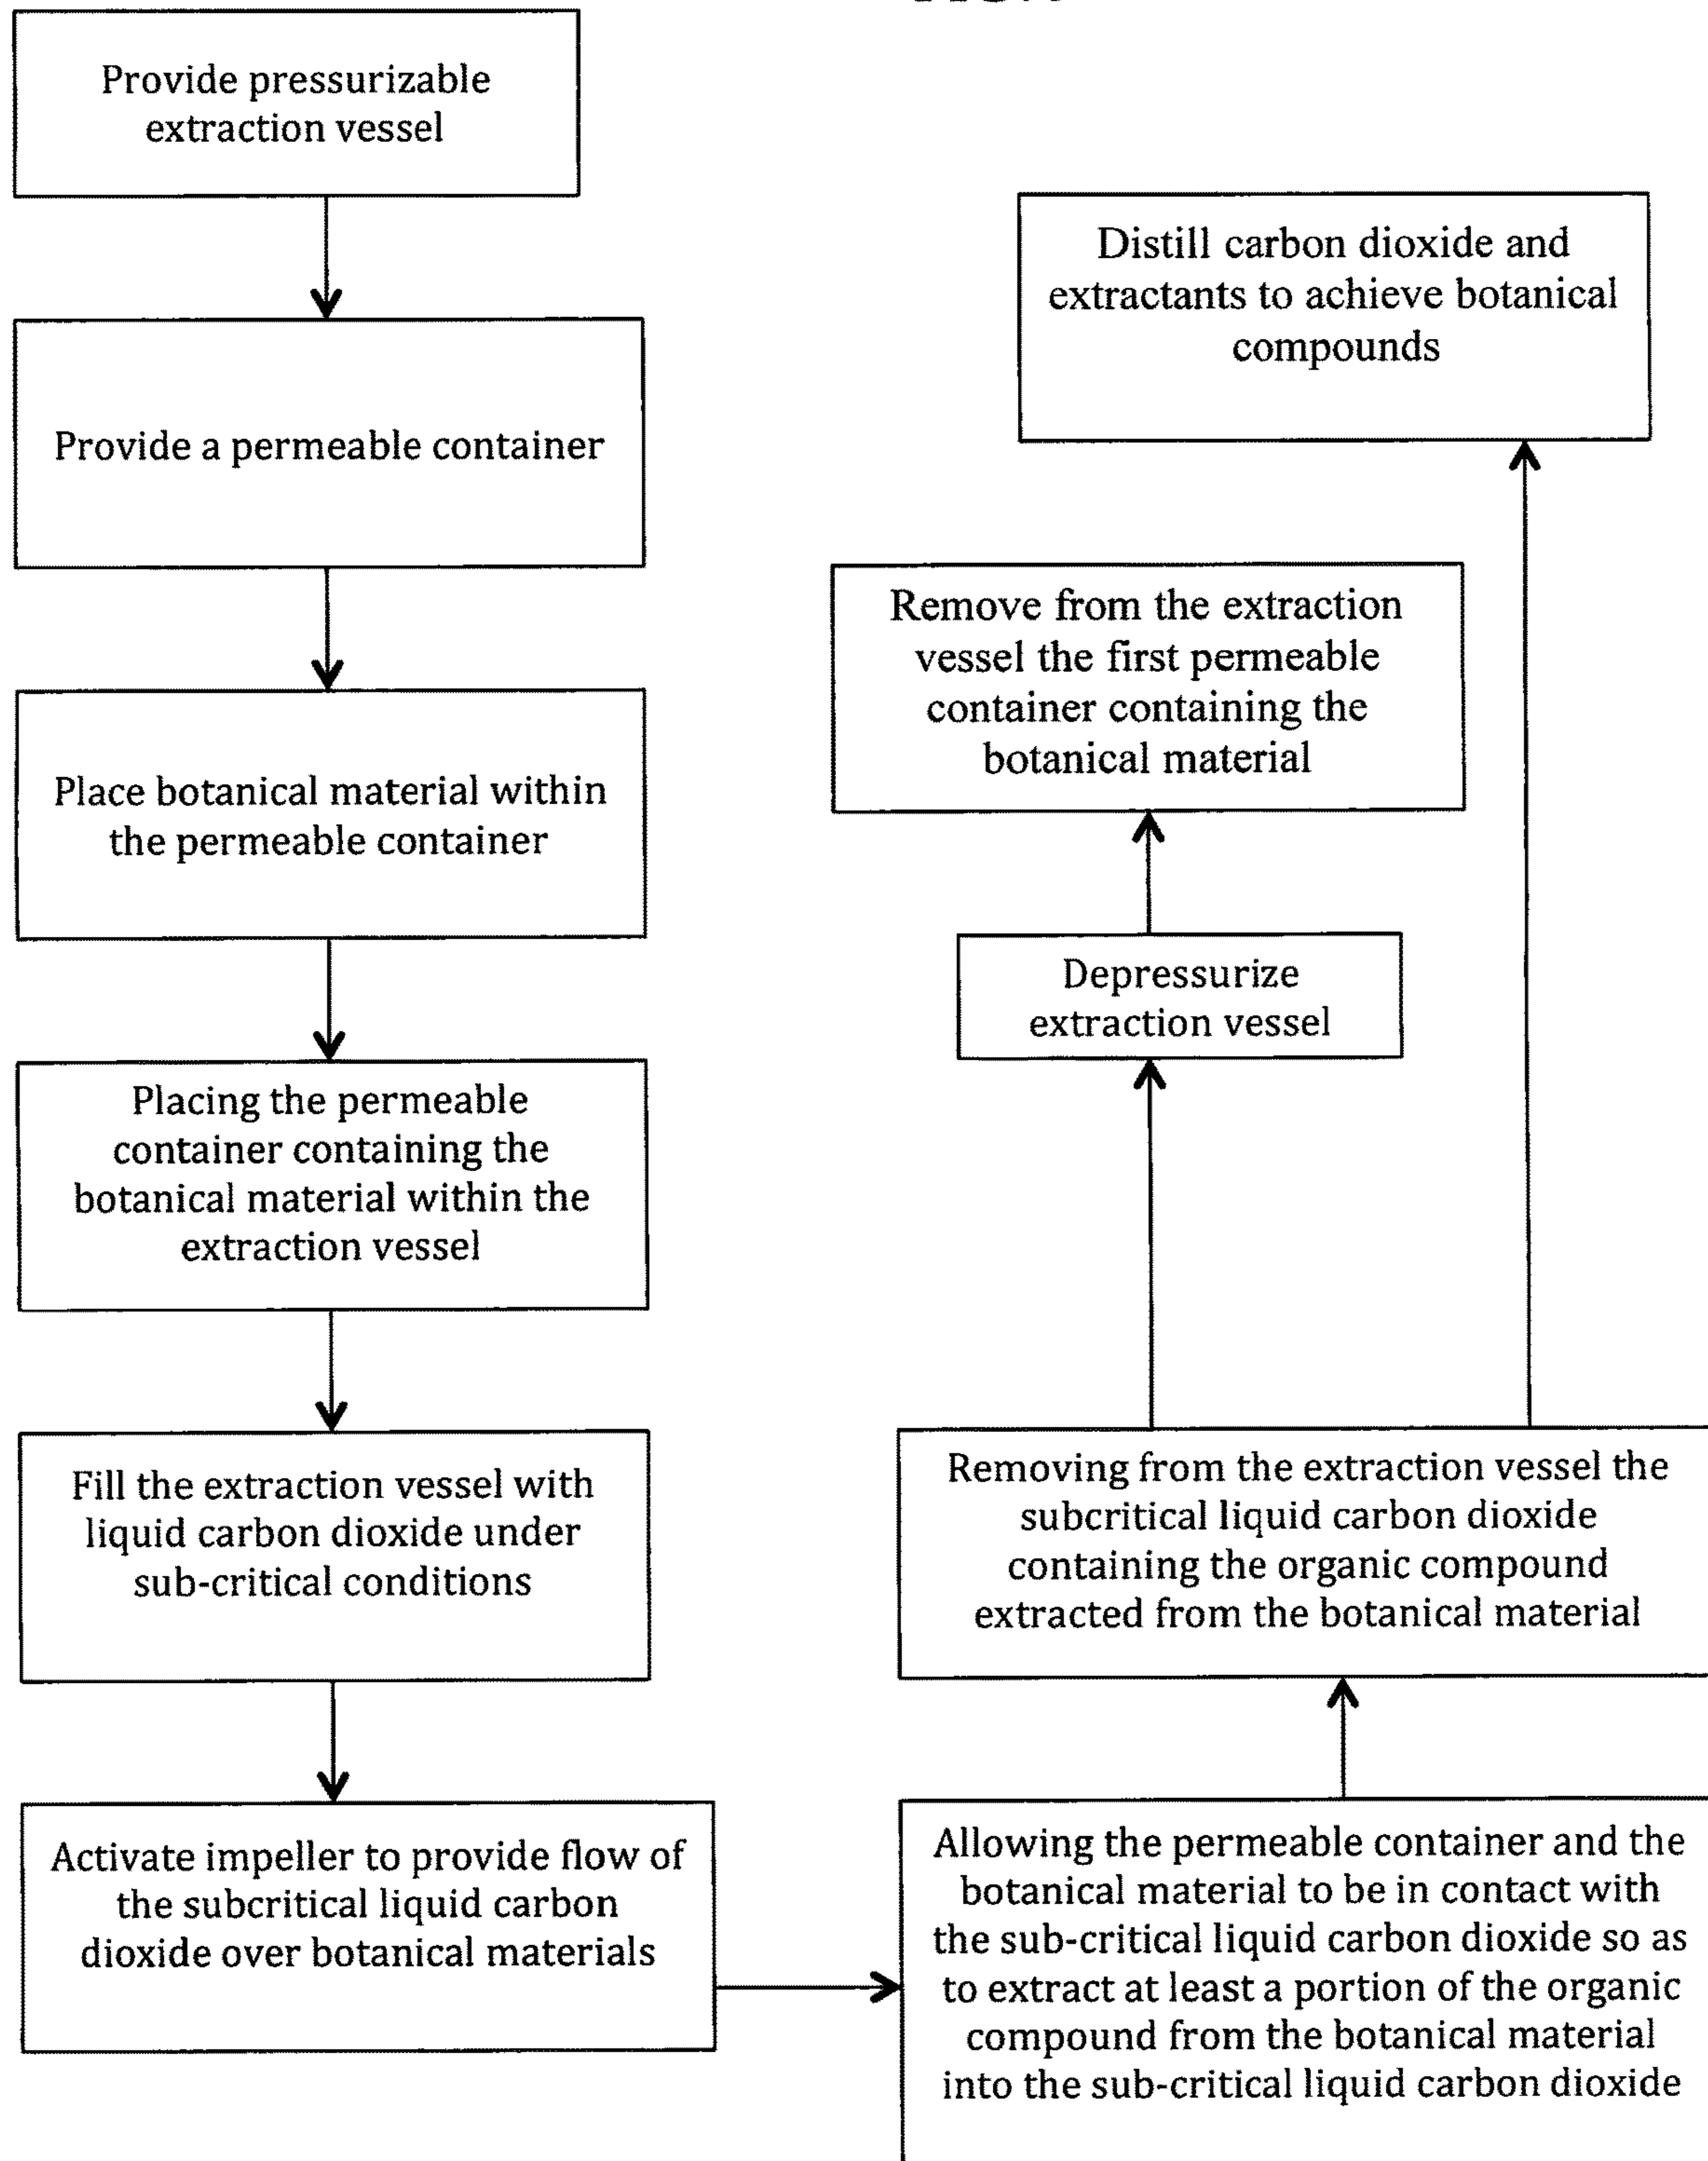 Provide pressurizable
extraction vessel
Provide a permeable container
Place botanical material within
the permeable container
Placing the permeable
container containing the
botanical material within the
extraction vessel
Fill the extraction vessel with
liquid carbon dioxide under
sub-critical conditions
Activate impeller to provide flow of
the subcritical liquid carbon
dioxide over botanical materials
Allowing the permeable container and the
botanical material to be in contact with
the sub-critical liquid carbon dioxide so as
to extract at least a portion of the organic
compound from the botanical material
into the sub-critical liquid carbon dioxide
Removing from the extraction vessel the
subcritical liquid carbon dioxide
containing the organic compound
extracted from the botanical material
Depressurize
extraction vessel
Remove from the extraction
vessel the first permeable
container containing the
botanical material
Distill carbon dioxide and
extractants to achieve botanical
compounds